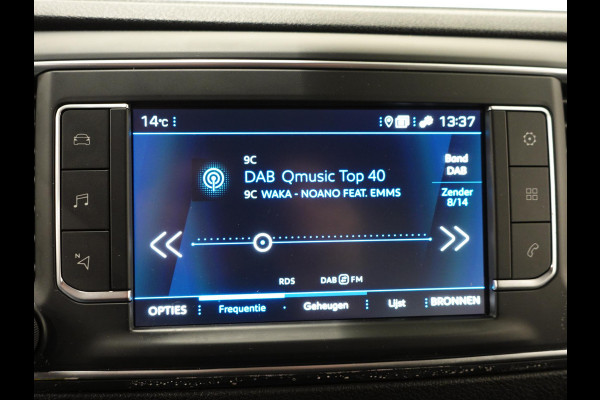 14°C
13:37
9C
DAB Qmusic Top 40
9C WAKA - NOANO FEAT. EMMS
Band
DAB
Zender
8/14
RDS DAB FM
OPTIES Frequentie Geheugen Lijst BRONNEN
N